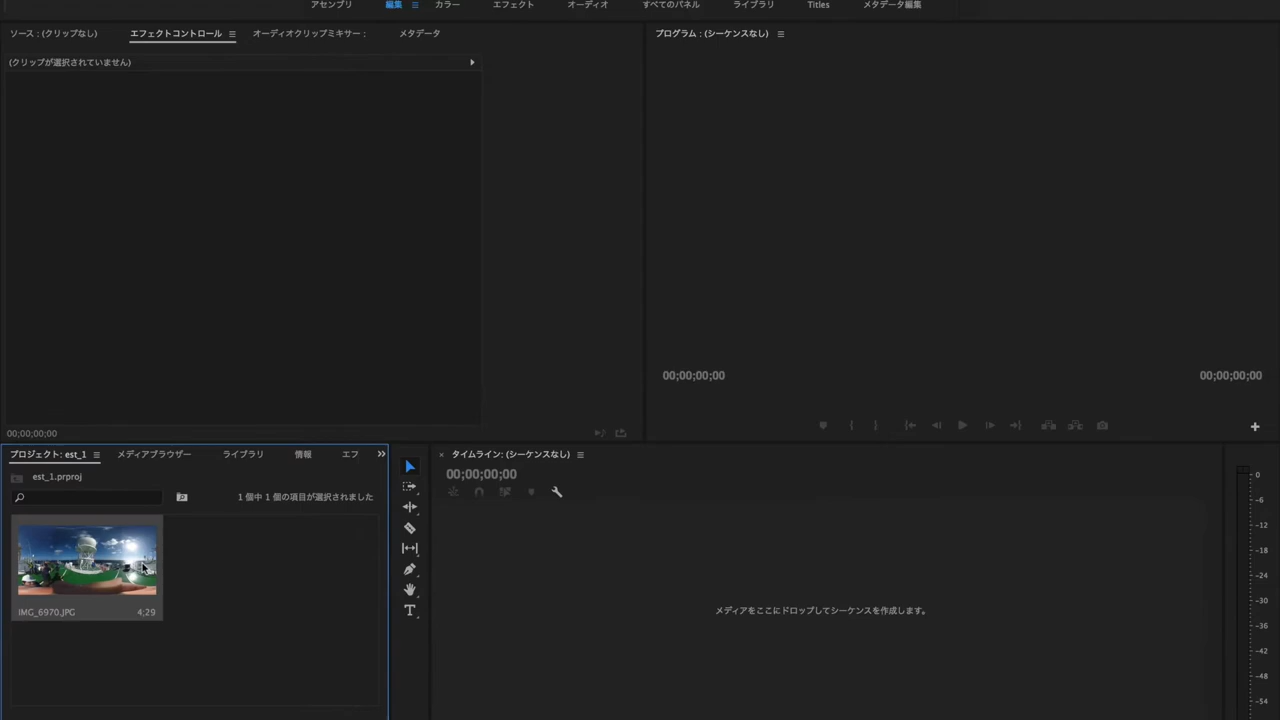 アセンブリ 編集 カラー エフェクト オーディオ すべてのパネル ライブラリ Titles メタデータ編集
ソース : (クリップなし) エフェクトコントロール オーディオクリップミキサー : メタデータ
プログラム : (シーケンスなし)
(クリップが選択されていません)
00;00;00;00 00;00;00;00
00;00;00;00
プロジェクト: est_1 メディアブラウザー ライブラリ 情報 エフ
タイムライン: (シーケンスなし)
00;00;00;00
est_1.prproj
1 個中 1 個の項目が選択されました
IMG_6970.JPG 4;29
メディアをここにドロップしてシーケンスを作成します。
0
-6
-12
-18
-24
-30
-36
-42
-48
-54